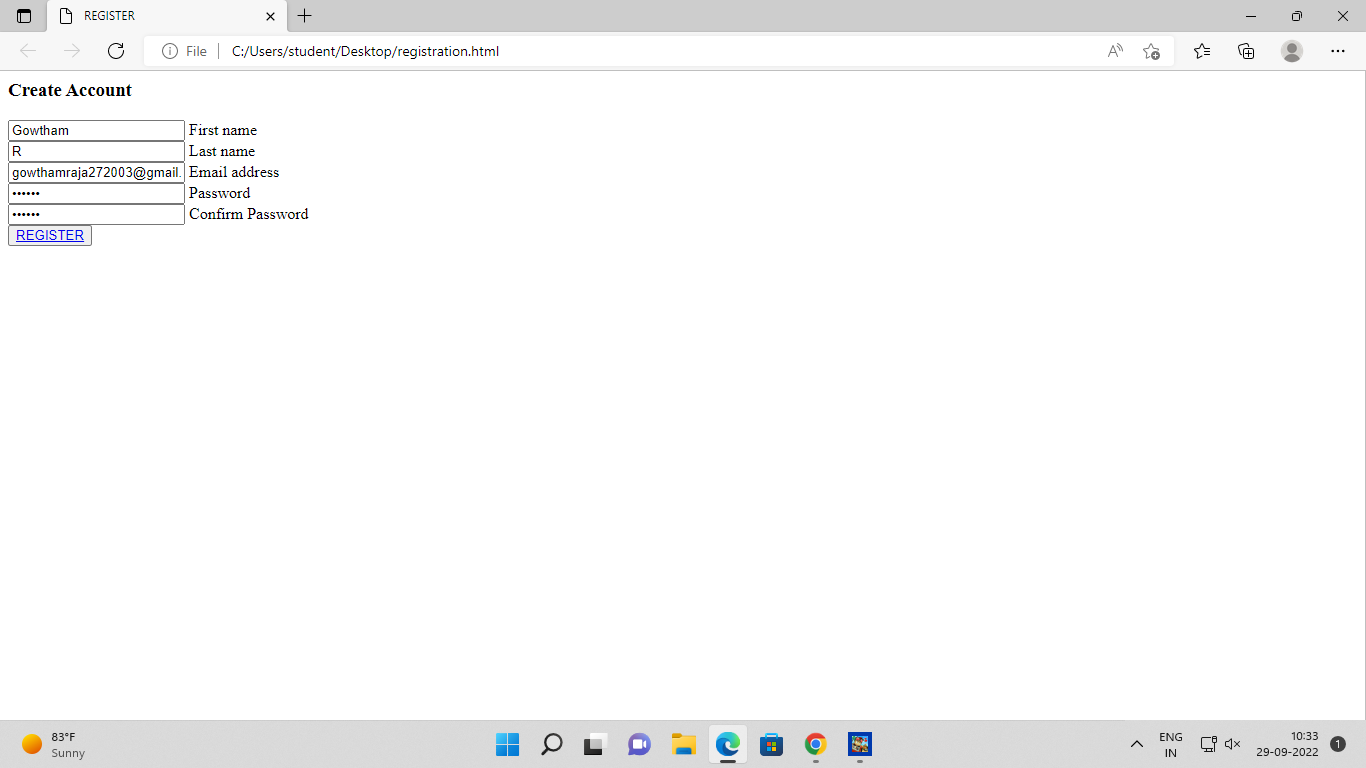 REGISTER
File
C:/Users/student/Desktop/registration.html
Create Account
Gowtham First name
R Last name
gowthamraja272003@gmail. Email address
•••••• Password
•••••• Confirm Password
REGISTER
83°F
Sunny
ENG
IN
10:33
29-09-2022
1